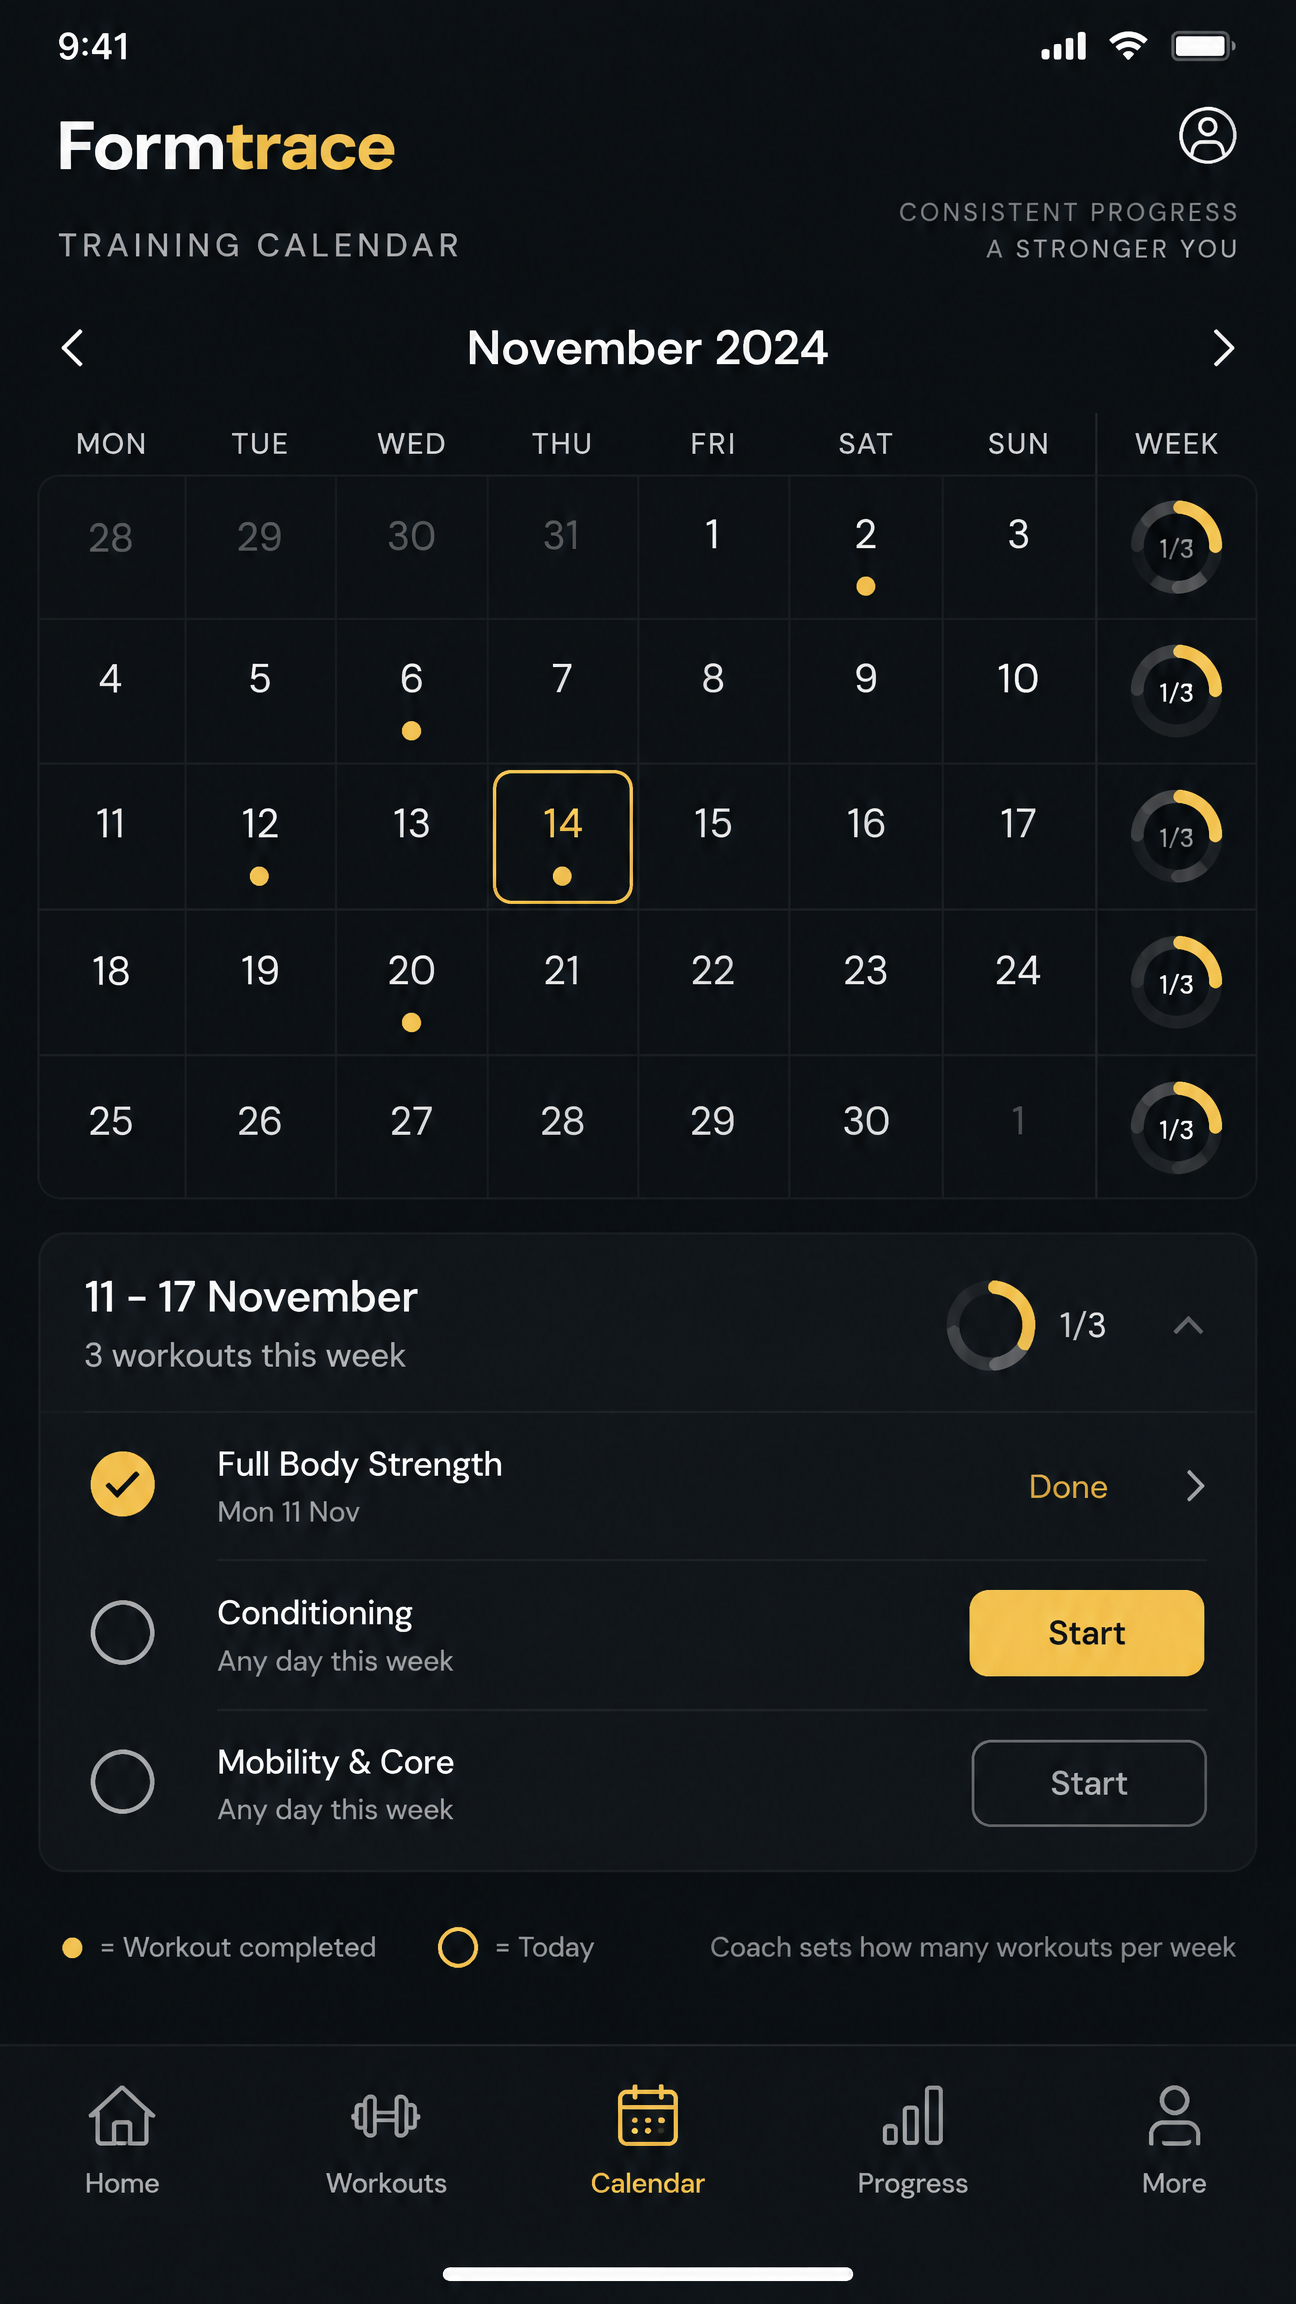 9:41
Formtrace
CONSISTENT PROGRESS
TRAINING CALENDAR
A STRONGER YOU
November 2024
MON TUE WED THU FRI SAT SUN WEEK
28 29 30 31 1 2 3 1/3
4 5 6 7 8 9 10 1/3
11 12 13 14 15 16 17 1/3
18 19 20 21 22 23 24 1/3
25 26 27 28 29 30 1 1/3
11 – 17 November
3 workouts this week
1/3
Full Body Strength
Mon 11 Nov
Done
Conditioning
Any day this week
Start
Mobility & Core
Any day this week
Start
= Workout completed = Today Coach sets how many workouts per week
Home Workouts Calendar Progress More